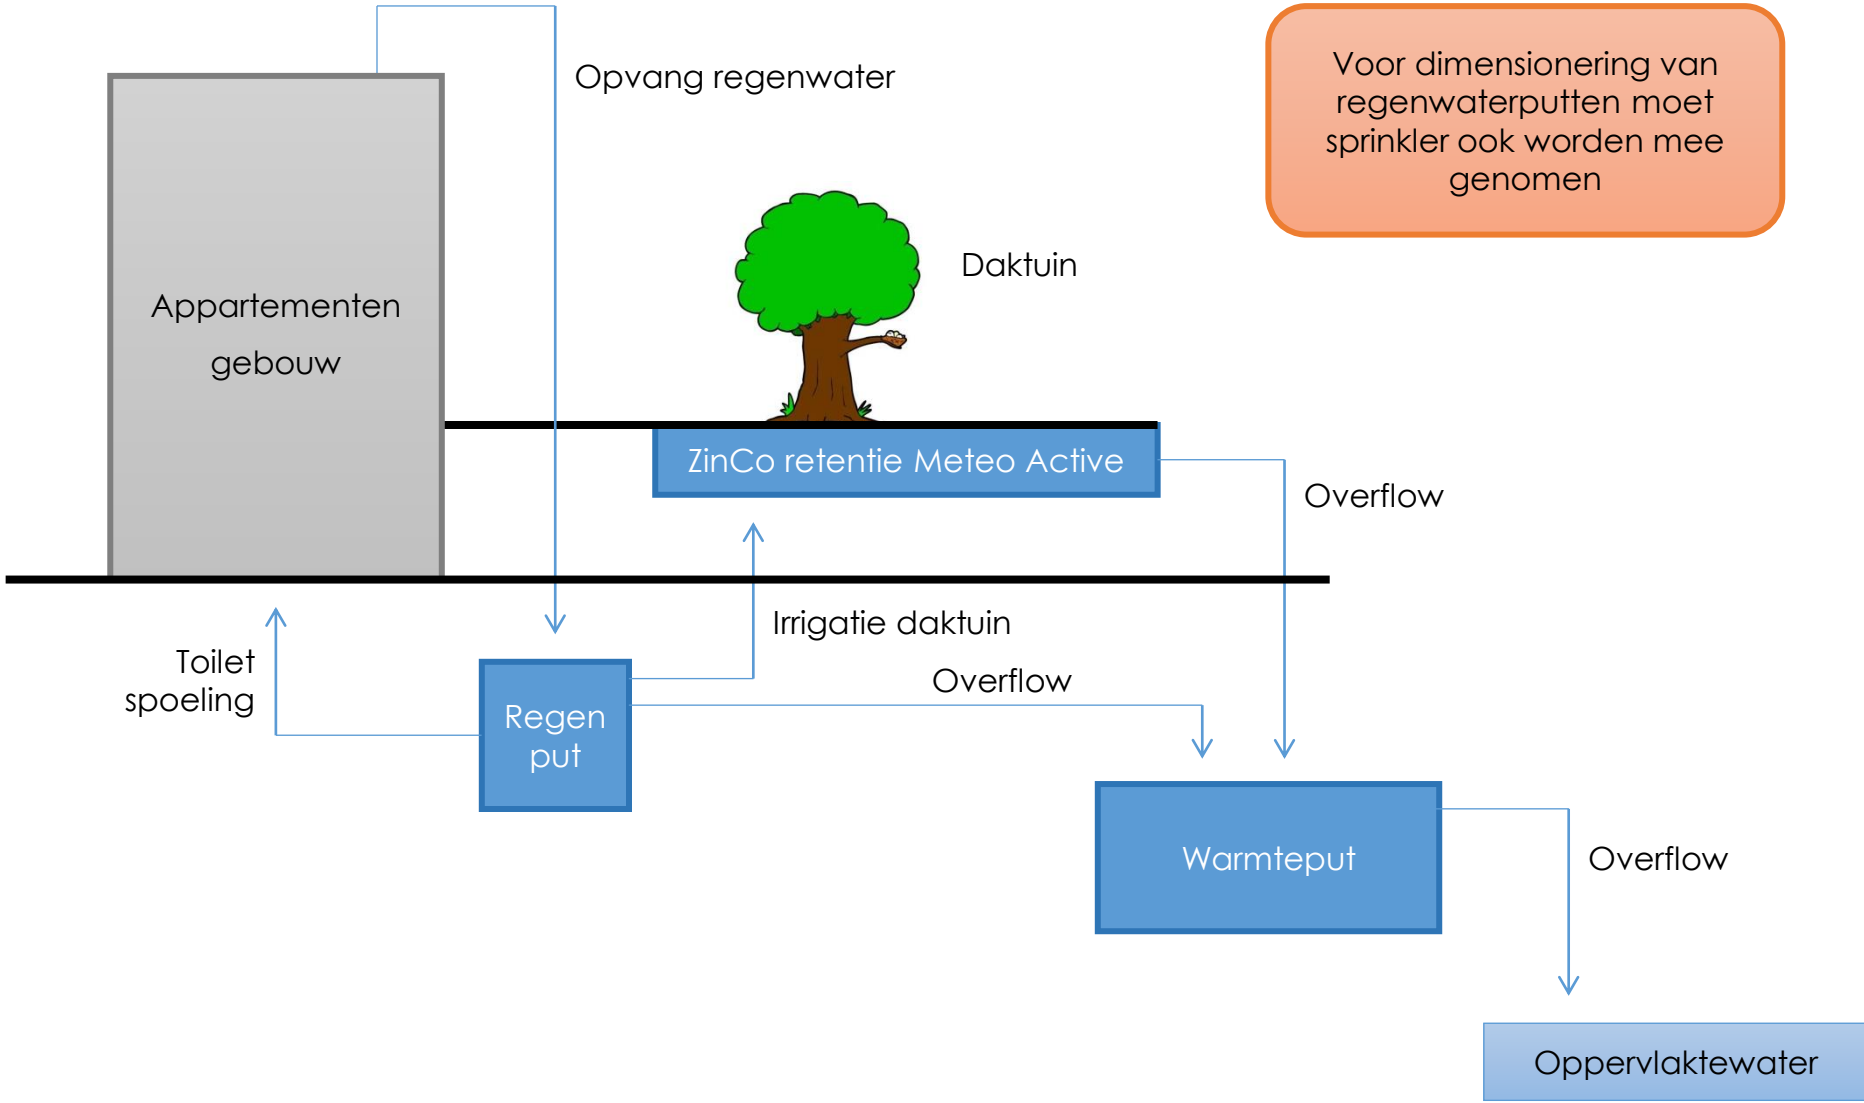 Opvang regenwater
Voor dimensionering van
regenwaterputten moet
sprinkler ook worden mee
genomen
Daktuin
Appartementen
gebouw
ZinCo retentie Meteo Active
Overflow
Irrigatie daktuin
Toilet
spoeling
Overflow
Regen
put
Warmteput
Overflow
Oppervlaktewater